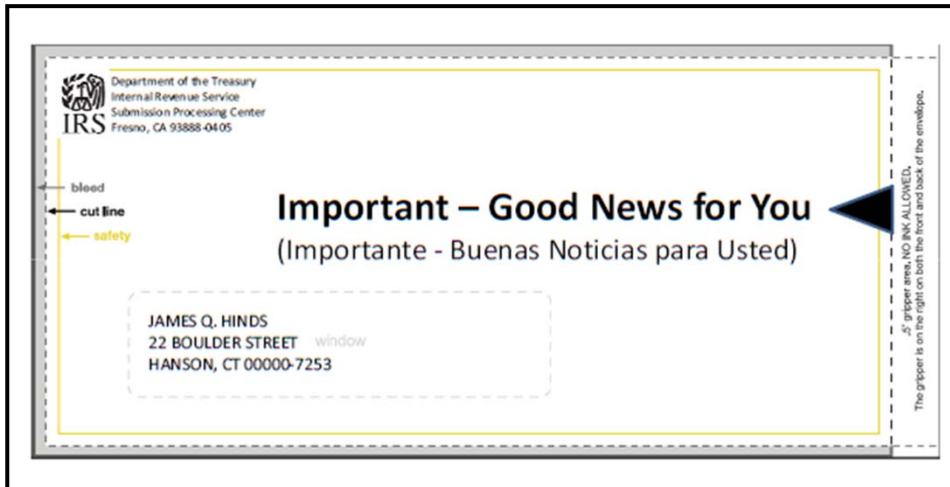 Department of the Treasury
Internal Revenue Service
Submission Processing Center
IRS Fresno, CA 93888-0405
bleed
cut line
safety
Important – Good News for You
(Importante - Buenas Noticias para Usted)
JAMES Q. HINDS
22 BOULDER STREET window
HANSON, CT 00000-7253
.5" gripper area. NO INK ALLOWED.
The gripper is on the right on both the front and back of the envelope.